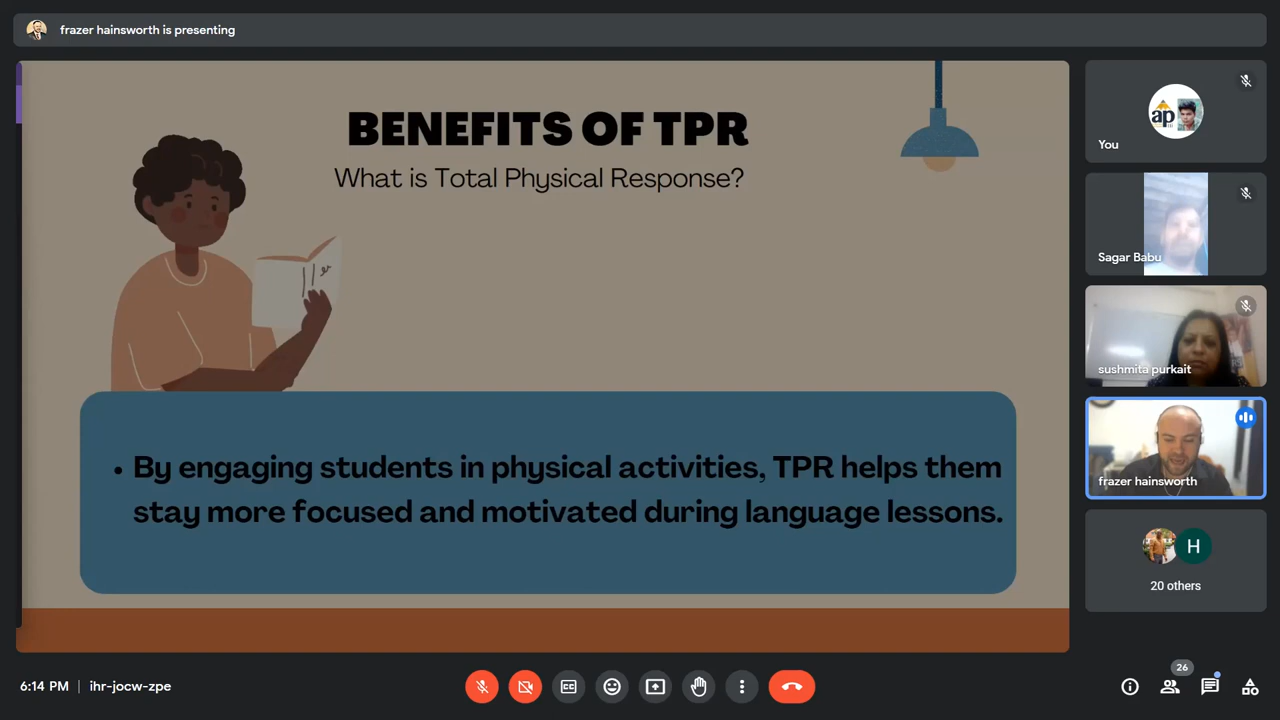 frazer hainsworth is presenting
BENEFITS OF TPR
What is Total Physical Response?
• By engaging students in physical activities, TPR helps them
stay more focused and motivated during language lessons.
ap
You
Sagar Babu
sushmita purkait
frazer hainsworth
H
20 others
6:14 PM | ihr-jocw-zpe
CC
26